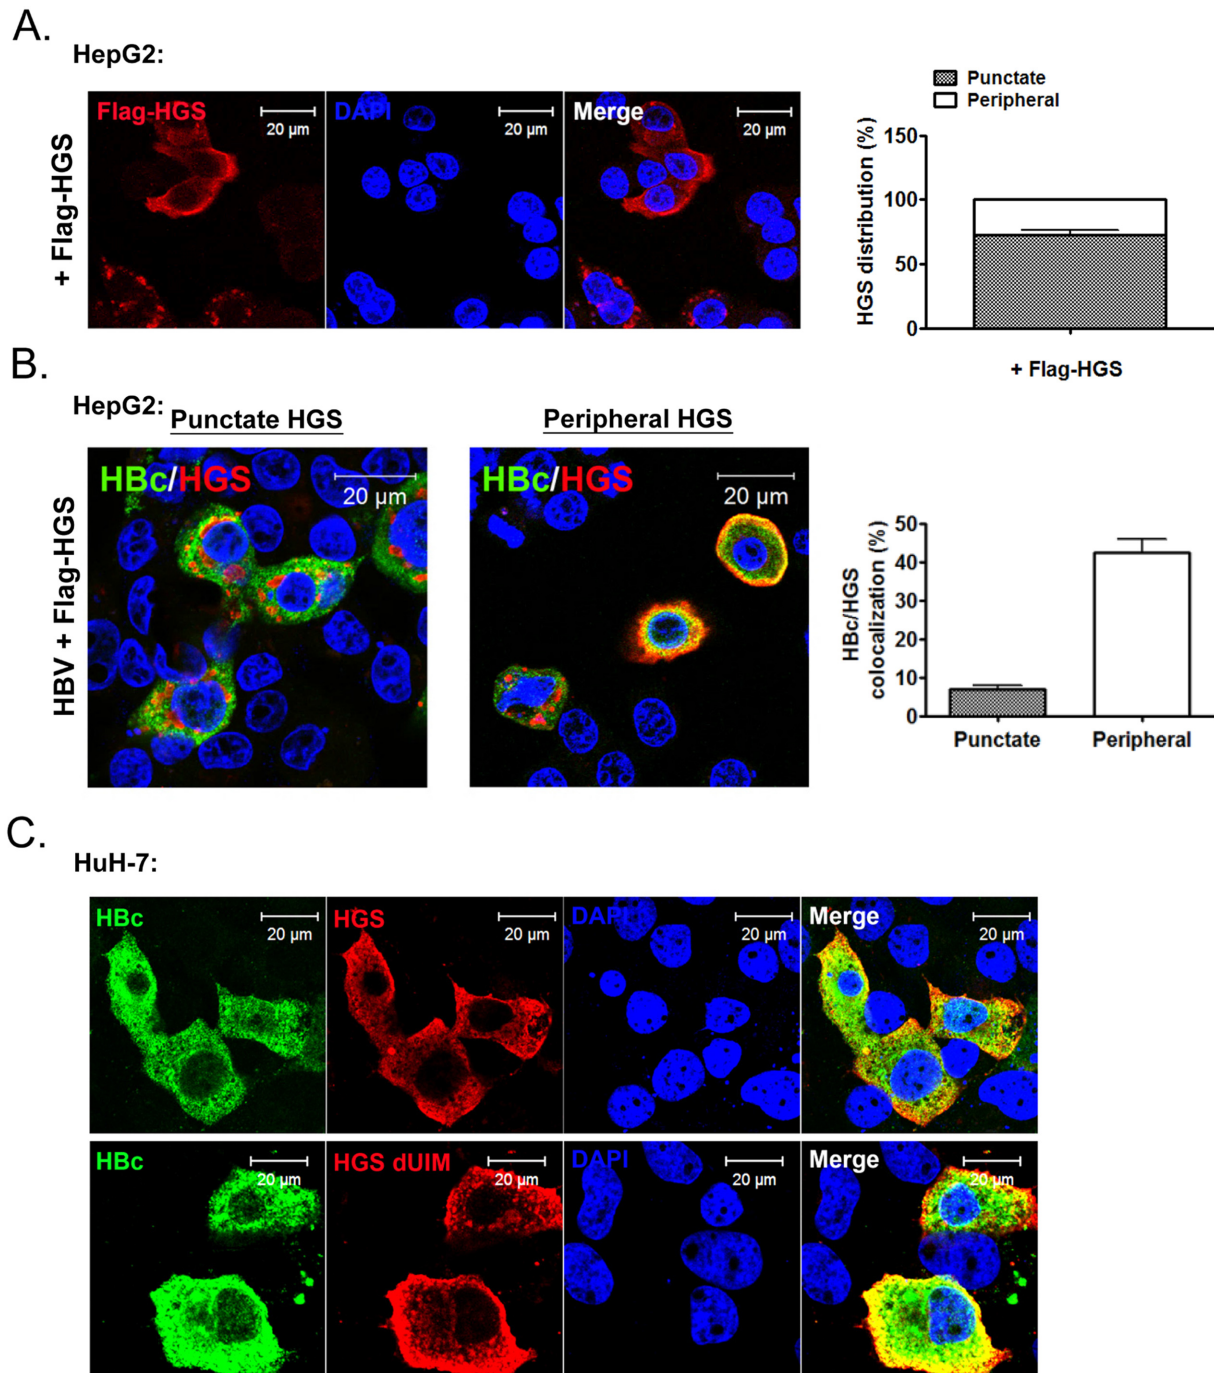 A.
HepG2:
+ Flag-HGS
Flag-HGS
20 µm
DAPI
20 µm
Merge
20 µm
Punctate
Peripheral
HGS distribution (%)
150
100
50
0
+ Flag-HGS
B.
HepG2:
Punctate HGS
Peripheral HGS
HBV + Flag-HGS
HBc/HGS
20 µm
HBc/HGS
20 µm
HBc/HGS
colocalization (%)
50
40
30
20
10
0
Punctate
Peripheral
C.
HuH-7:
HBc
20 µm
HGS
20 µm
DAPI
20 µm
Merge
20 µm
HBc
20 µm
HGS dUIM
20 µm
DAPI
20 µm
Merge
20 µm